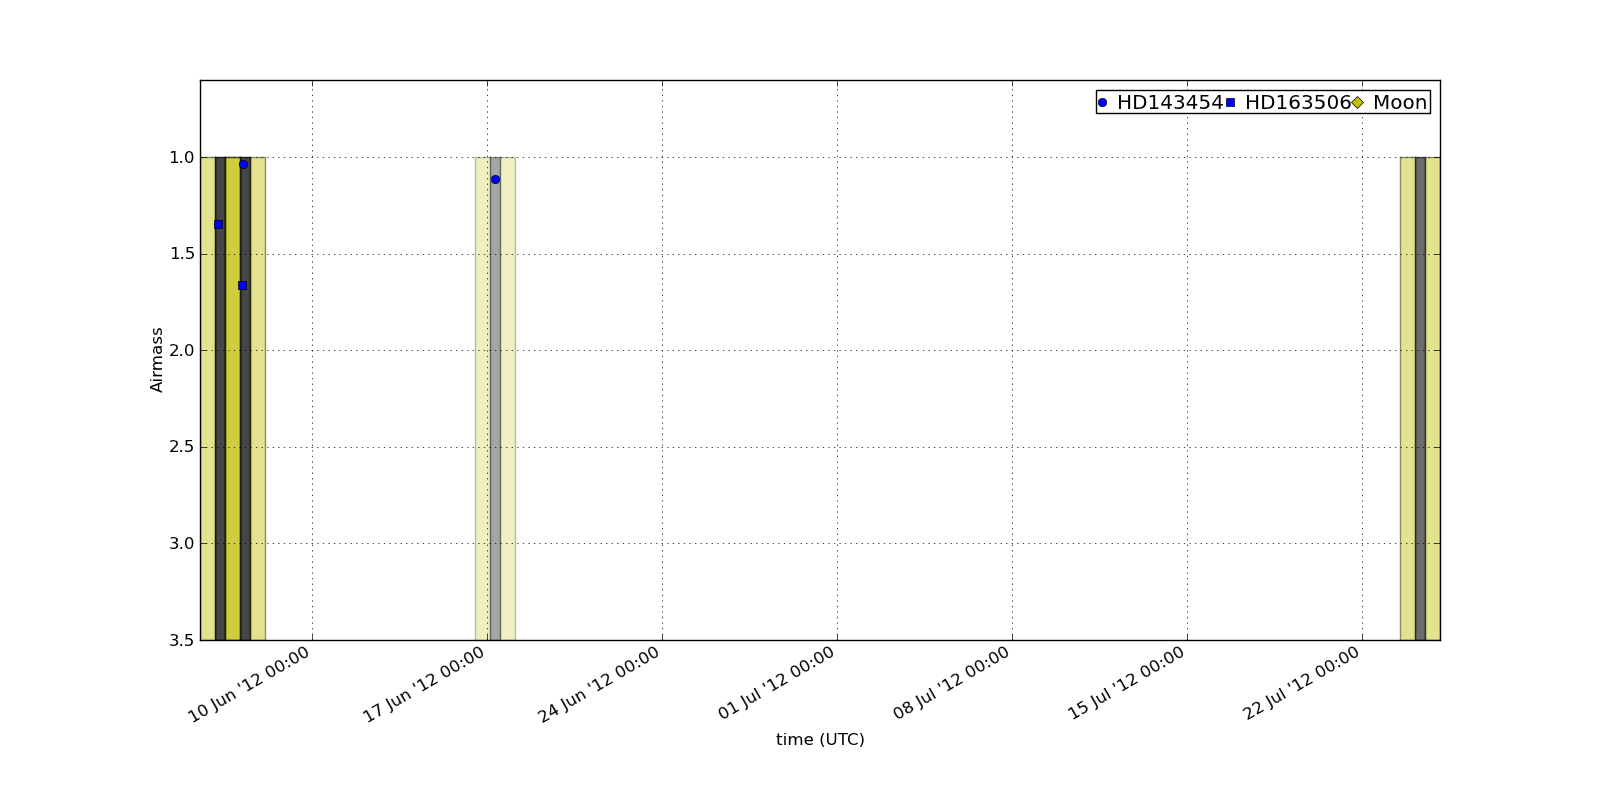 HD143454 HD163506 Moon
1.0
1.5
2.0
2.5
3.0
3.5
Airmass
10 Jun '12 00:00
17 Jun '12 00:00
24 Jun '12 00:00
01 Jul '12 00:00
08 Jul '12 00:00
15 Jul '12 00:00
22 Jul '12 00:00
time (UTC)